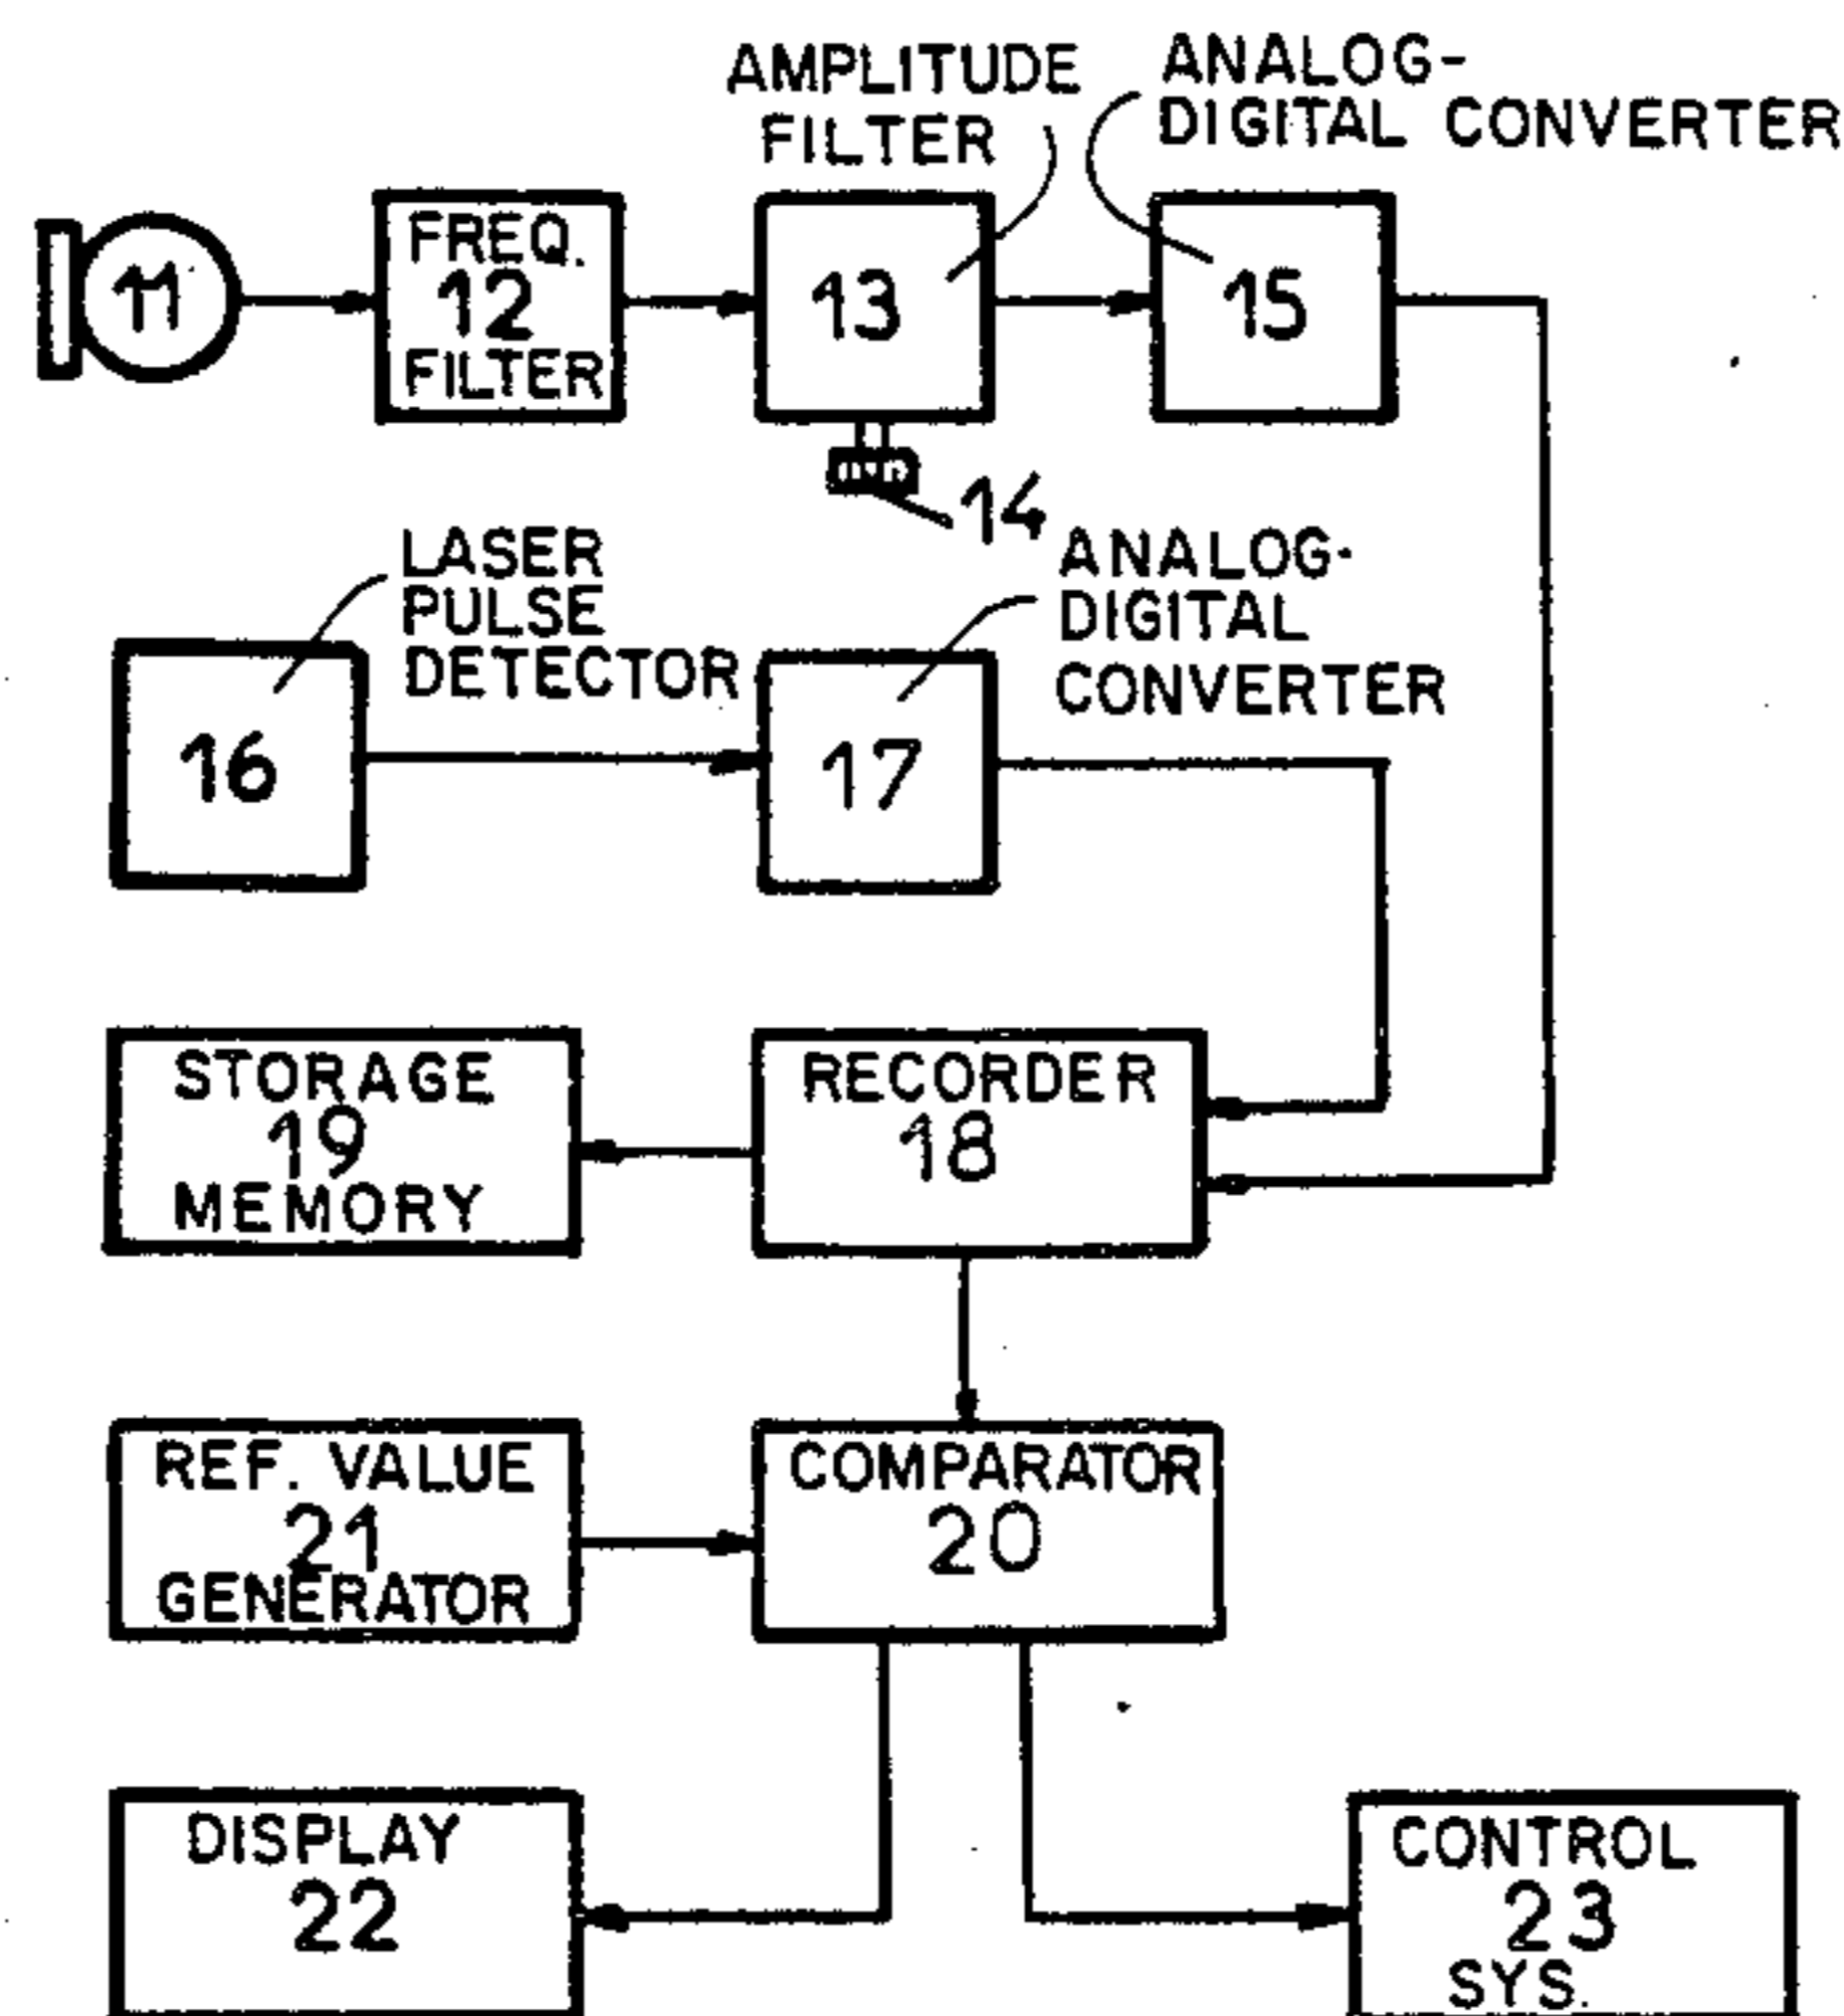 AMPLITUDE
FILTER
ANALOG-
DIGITAL CONVERTER
11
FREQ.
12
FILTER
13
15
14
LASER
PULSE
DETECTOR
ANALOG-
DIGITAL
CONVERTER
16
17
STORAGE
19
MEMORY
RECORDER
18
REF. VALUE
21
GENERATOR
COMPARATOR
20
DISPLAY
22
CONTROL
23
SYS.